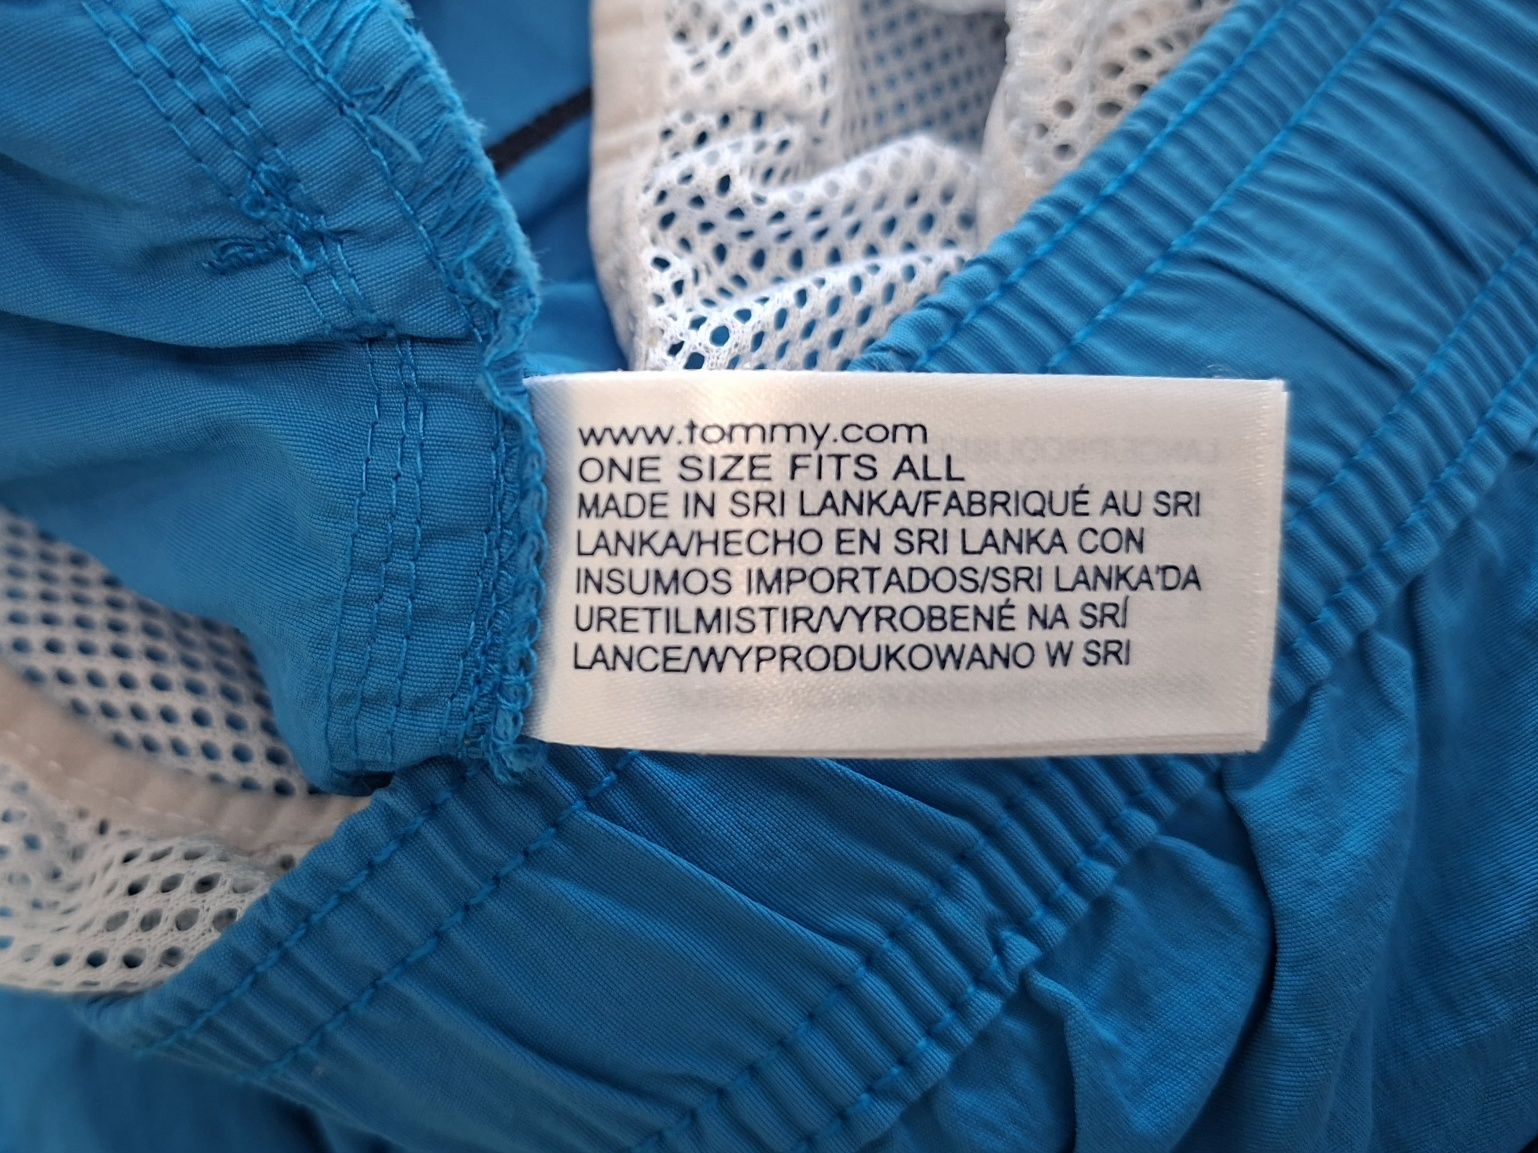 www.tommy.com
ONE SIZE FITS ALL
MADE IN SRI LANKA/FABRIQUÉ AU SRI
LANKA/HECHO EN SRI LANKA CON
INSUMOS IMPORTADOS/SRI LANKA'DA
URETILMISTIR/VYROBENÉ NA SRÍ
LANCE/WYPRODUKOWANO W SRI